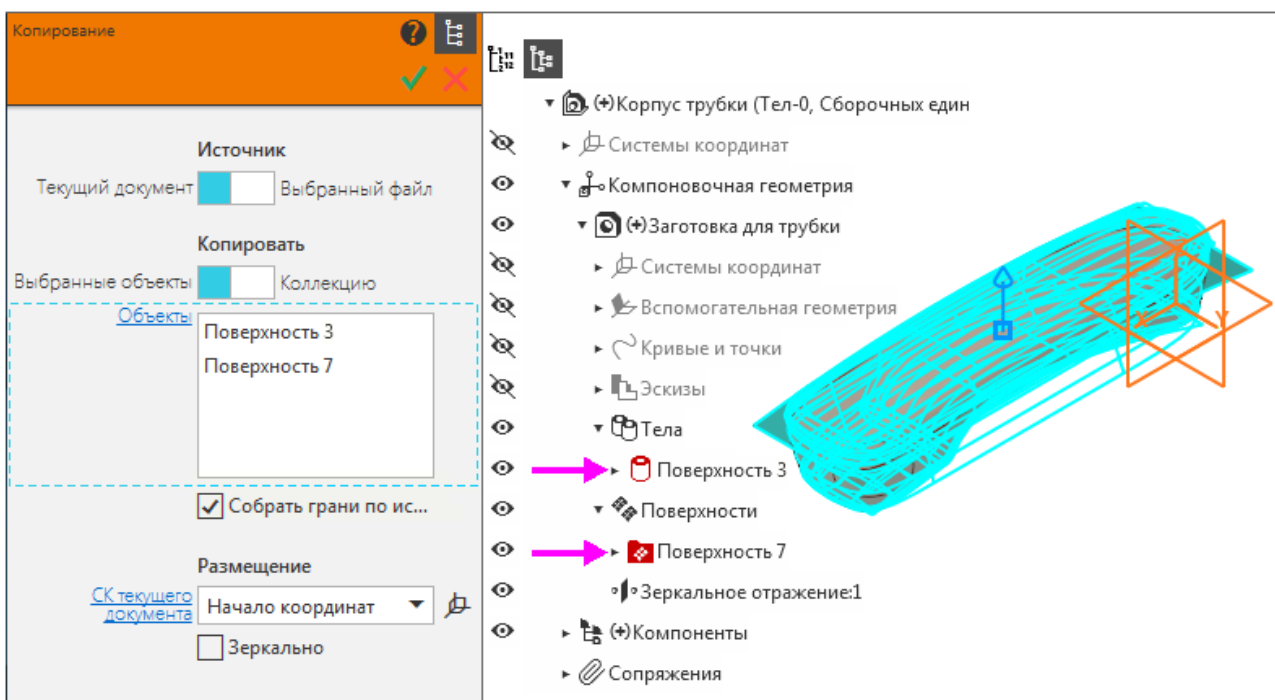 Копирование
Источник
Текущий документ Выбранный файл
Копировать
Выбранные объекты Коллекцию
Объекты
Поверхность 3
Поверхность 7
Собрать грани по ис...
Размещение
СК текущего
документа
Начало координат
Зеркально
(+)Корпус трубки (Тел-0, Сборочных един
Системы координат
Компоновочная геометрия
(+)Заготовка для трубки
Системы координат
Вспомогательная геометрия
Кривые и точки
Эскизы
Тела
Поверхность 3
Поверхности
Поверхность 7
Зеркальное отражение:1
(+)Компоненты
Сопряжения